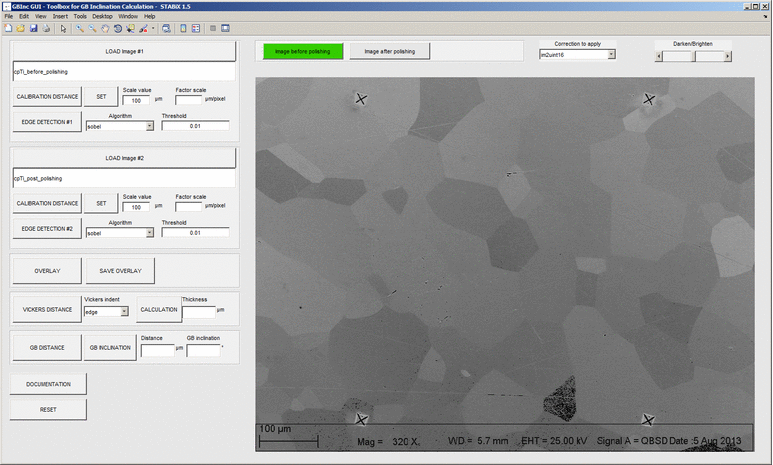 GBinc GUI - Toolbox for GB Inclination Calculation - STABiX 1.5
File Edit View Insert Tools Desktop Window Help
LOAD Image #1
cpTi_before_polishing
CALIBRATION DISTANCE SET Scale value 100 µm Factor scale µm/pixel
EDGE DETECTION #1 Algorithm sobel Threshold 0.01
LOAD Image #2
cpTi_post_polishing
CALIBRATION DISTANCE SET Scale value 100 µm Factor scale µm/pixel
EDGE DETECTION #2 Algorithm sobel Threshold 0.01
OVERLAY SAVE OVERLAY
VICKERS DISTANCE Vickers indent edge CALCULATION Thickness µm
GB DISTANCE GB INCLINATION Distance µm GB inclination °
DOCUMENTATION
RESET
Image before polishing Image after polishing Correction to apply im2uint16 Darken/Brighten
100 µm Mag = 320 X WD = 5.7 mm EHT = 25.00 kV Signal A = QBSD Date :5 Aug 2013